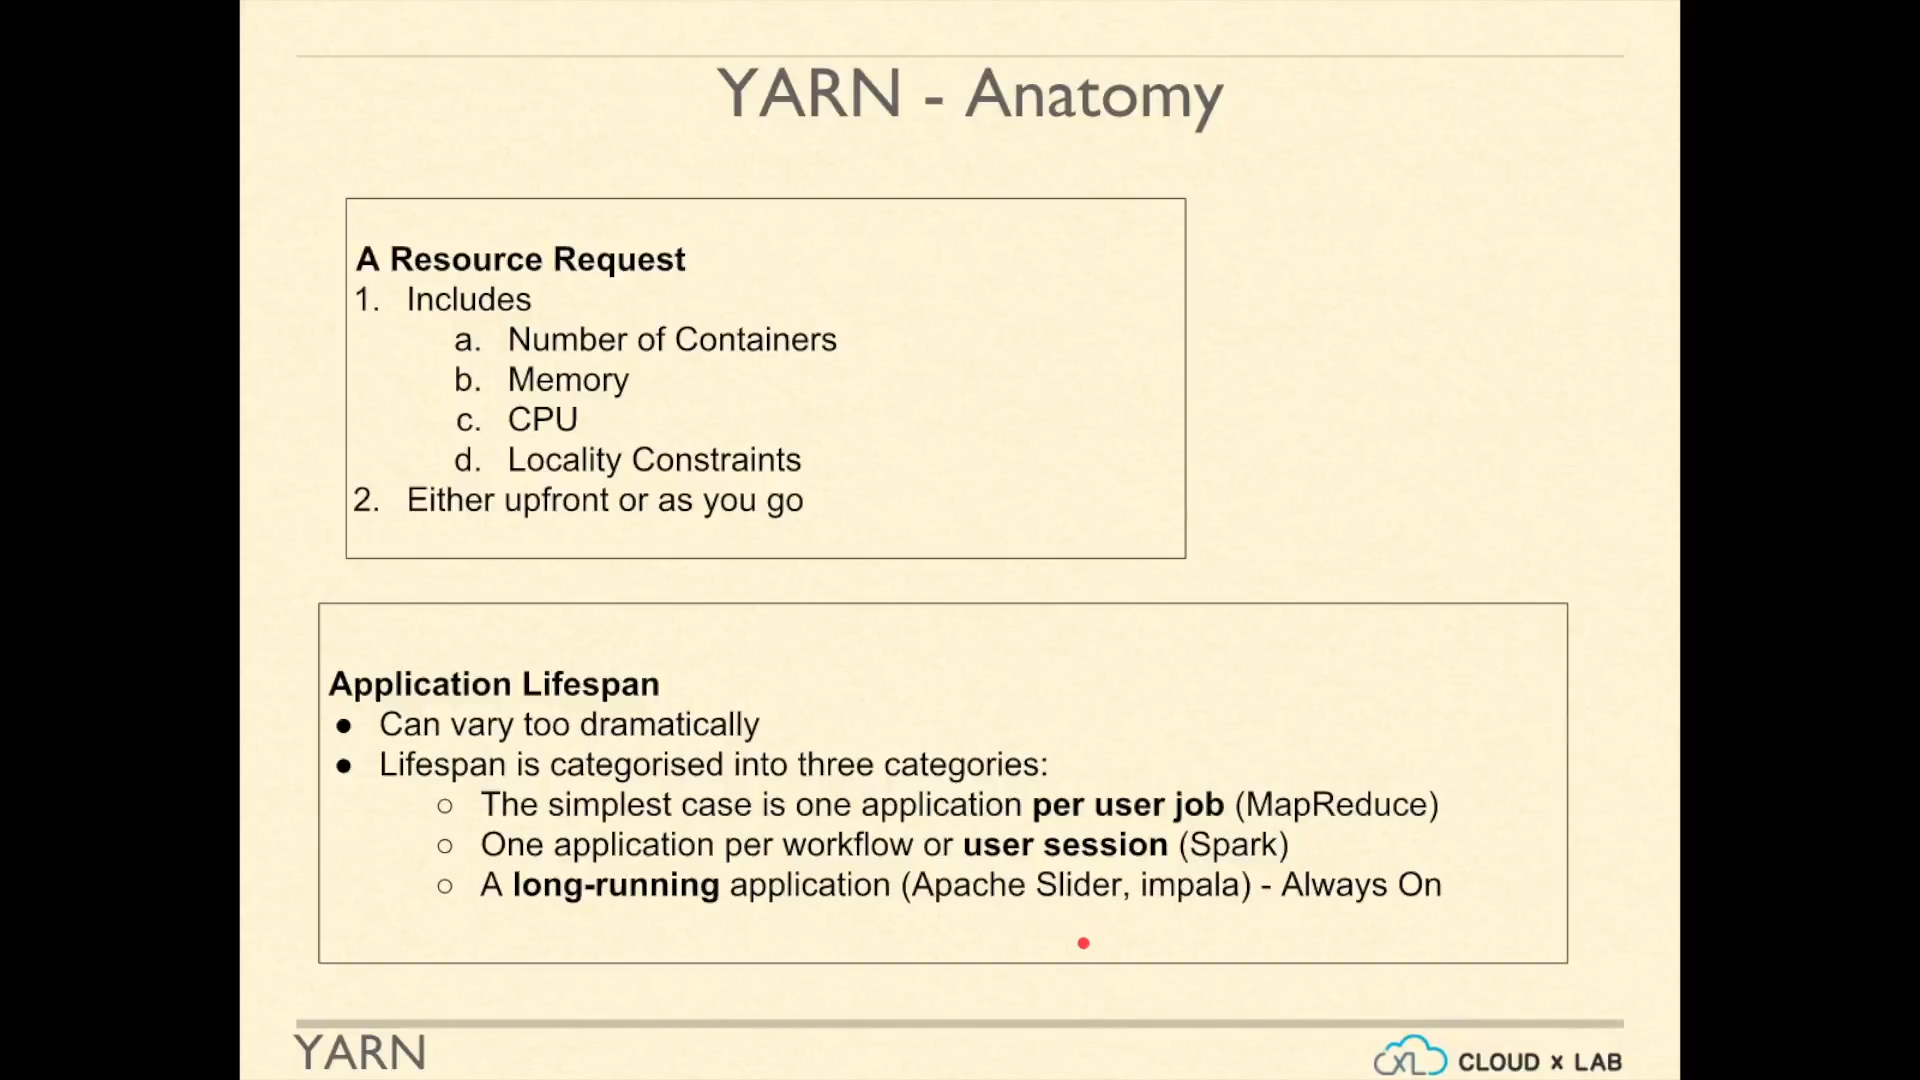 YARN - Anatomy
A Resource Request
1. Includes
a. Number of Containers
b. Memory
c. CPU
d. Locality Constraints
2. Either upfront or as you go
Application Lifespan
● Can vary too dramatically
● Lifespan is categorised into three categories:
○ The simplest case is one application per user job (MapReduce)
○ One application per workflow or user session (Spark)
○ A long-running application (Apache Slider, impala) - Always On
YARN
CXL CLOUD x LAB